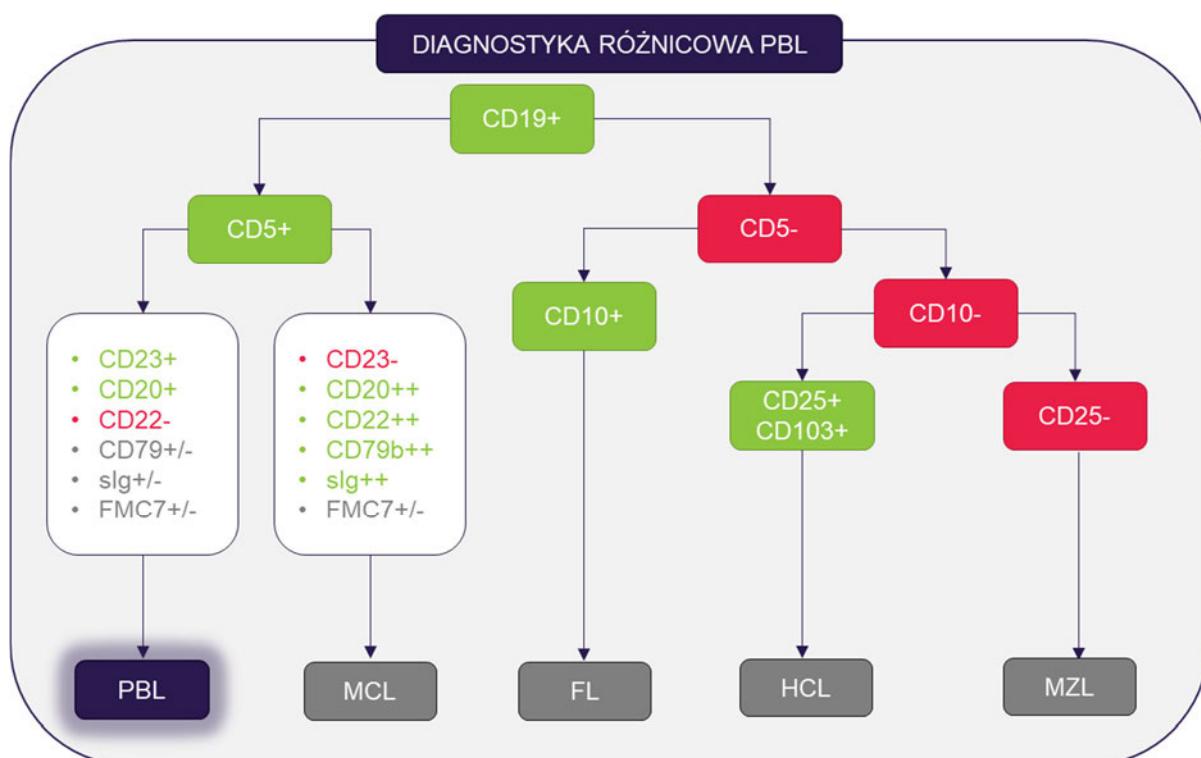 DIAGNOSTYKA RÓŻNICOWA PBL
CD19+
CD5+
CD5-
CD10+
CD10-
• CD23+
• CD20+
• CD22-
• CD79+/-
• sIg+/-
• FMC7+/-
• CD23-
• CD20++
• CD22++
• CD79b++
• sIg++
• FMC7+/-
CD25+
CD103+
CD25-
PBL
MCL
FL
HCL
MZL